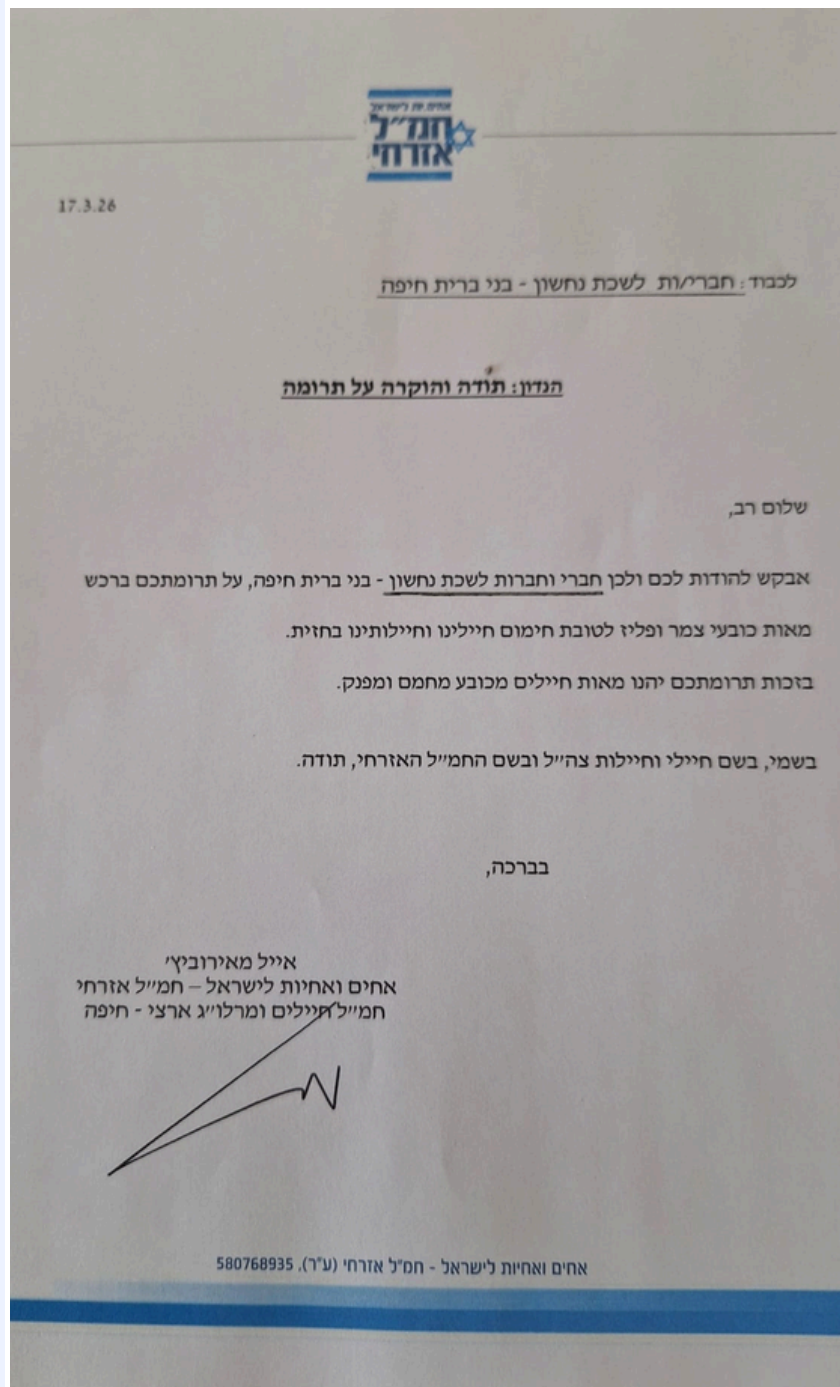 אחים.יות לישראל
חמ״ל
אזרחי
17.3.26
לכבוד: חברי/ות לשכת נחשון - בני ברית חיפה
הנדון: תודה והוקרה על תרומה
שלום רב,
אבקש להודות לכם ולכן חברי וחברות לשכת נחשון - בני ברית חיפה, על תרומתכם ברכש
מאות כובעי צמר ופליז לטובת חימום חיילינו וחיילותינו בחזית.
בזכות תרומתכם יהנו מאות חיילים מכובע מחמם ומפנק.
בשמי, בשם חיילי וחיילות צה״ל ובשם החמ״ל האזרחי, תודה.
בברכה,
אייל מאירוביץ׳
אחים ואחיות לישראל – חמ״ל אזרחי
חמ״ל חיילים ומרלו״ג ארצי - חיפה
אחים ואחיות לישראל - חמ״ל אזרחי (ע״ר), 580768935